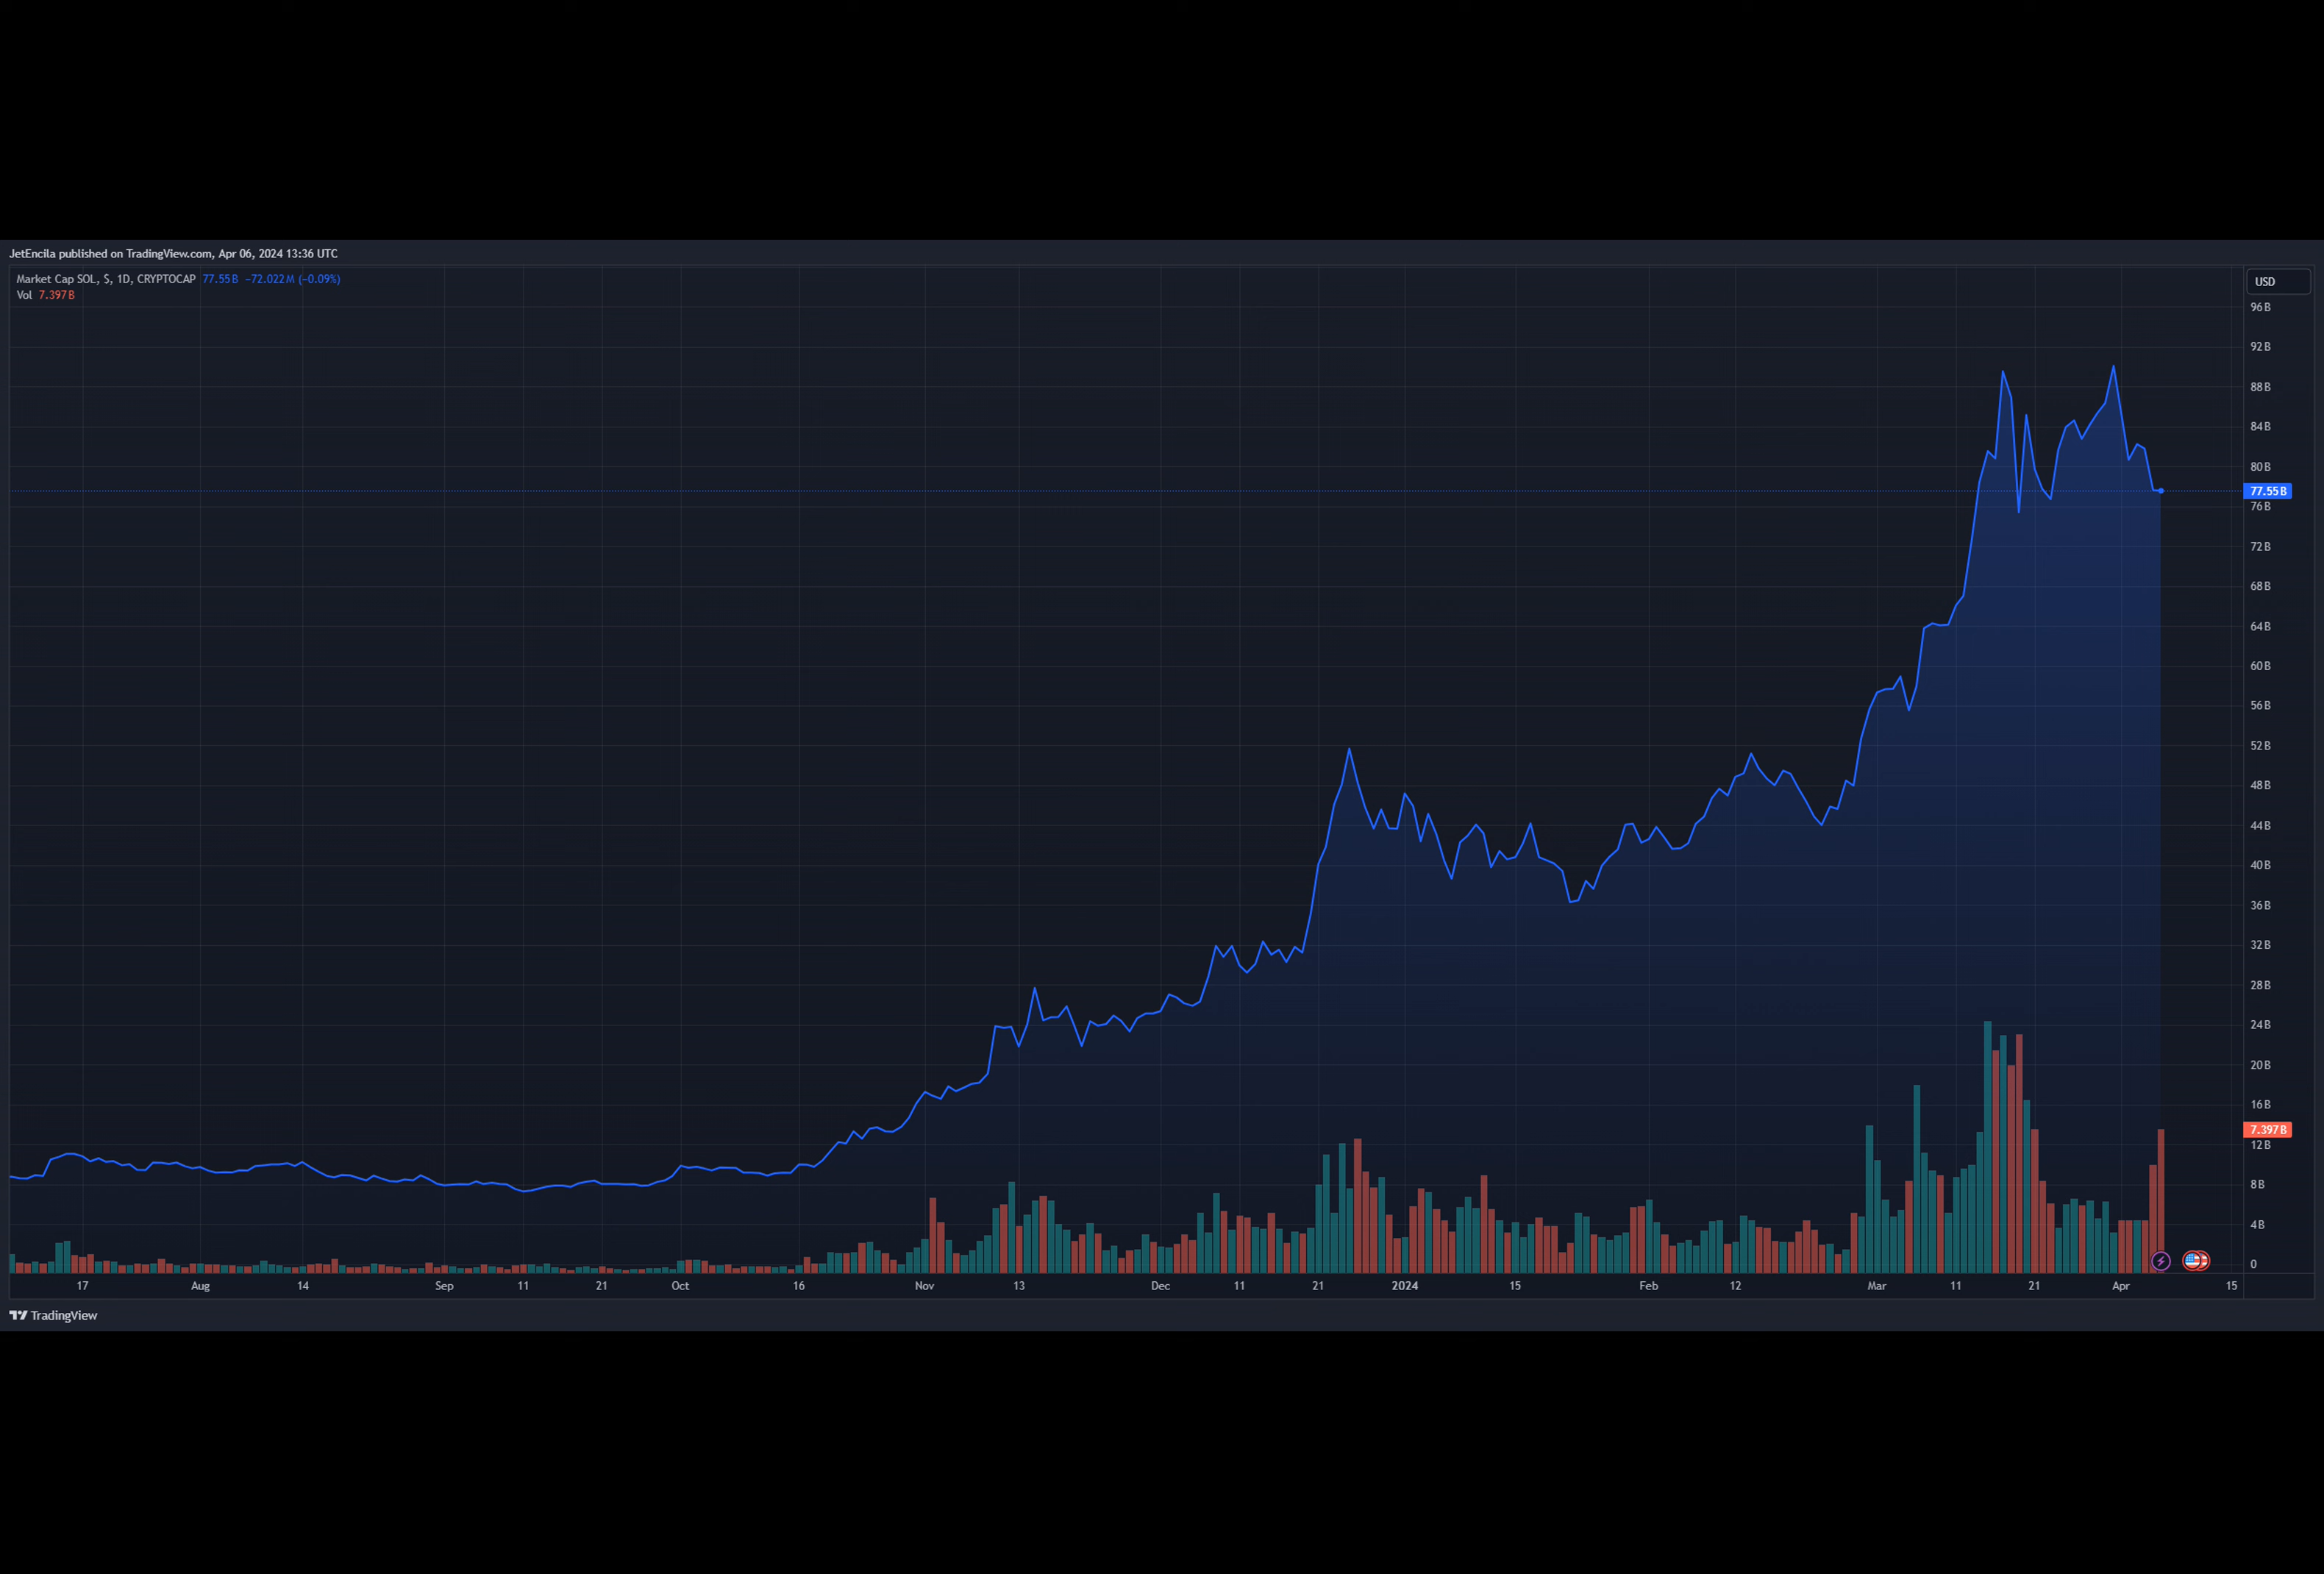 JetEncila published on TradingView.com, Apr 06, 2024 13:36 UTC
Market Cap SOL, $, 1D, CRYPTOCAP 77.55B −72.022M (−0.09%)
Vol 7.397B
USD
96B
92B
88B
84B
80B
77.55B
76B
72B
68B
64B
60B
56B
52B
48B
44B
40B
36B
32B
28B
24B
20B
16B
7.397B
12B
8B
4B
0
17 Aug 14 Sep 11 21 Oct 16 Nov 13 Dec 11 21 2024 15 Feb 12 Mar 11 21 Apr 15
TradingView